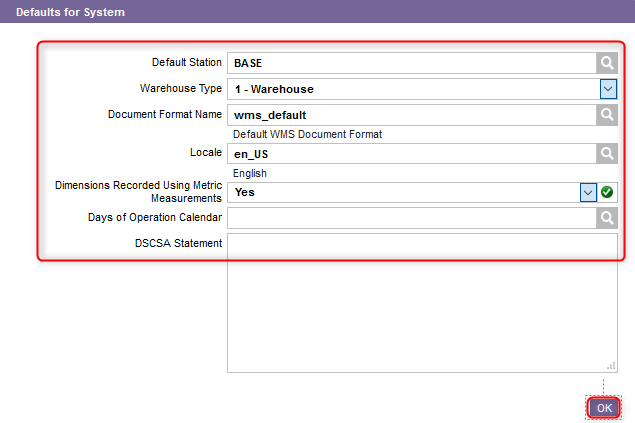 Defaults for System
Default Station BASE
Warehouse Type 1 - Warehouse
Document Format Name wms_default
Default WMS Document Format
Locale en_US
English
Dimensions Recorded Using Metric
Measurements Yes
Days of Operation Calendar
DSCSA Statement
OK